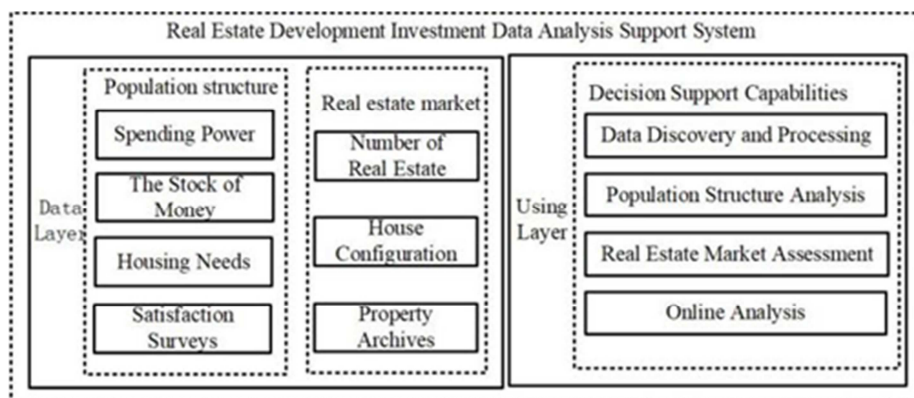 Real Estate Development Investment Data Analysis Support System
Data
Layer
Population structure
Spending Power
The Stock of
Money
Housing Needs
Satisfaction
Surveys
Real estate market
Number of
Real Estate
House
Configuration
Property
Archives
Using
Layer
Decision Support Capabilities
Data Discovery and Processing
Population Structure Analysis
Real Estate Market Assessment
Online Analysis